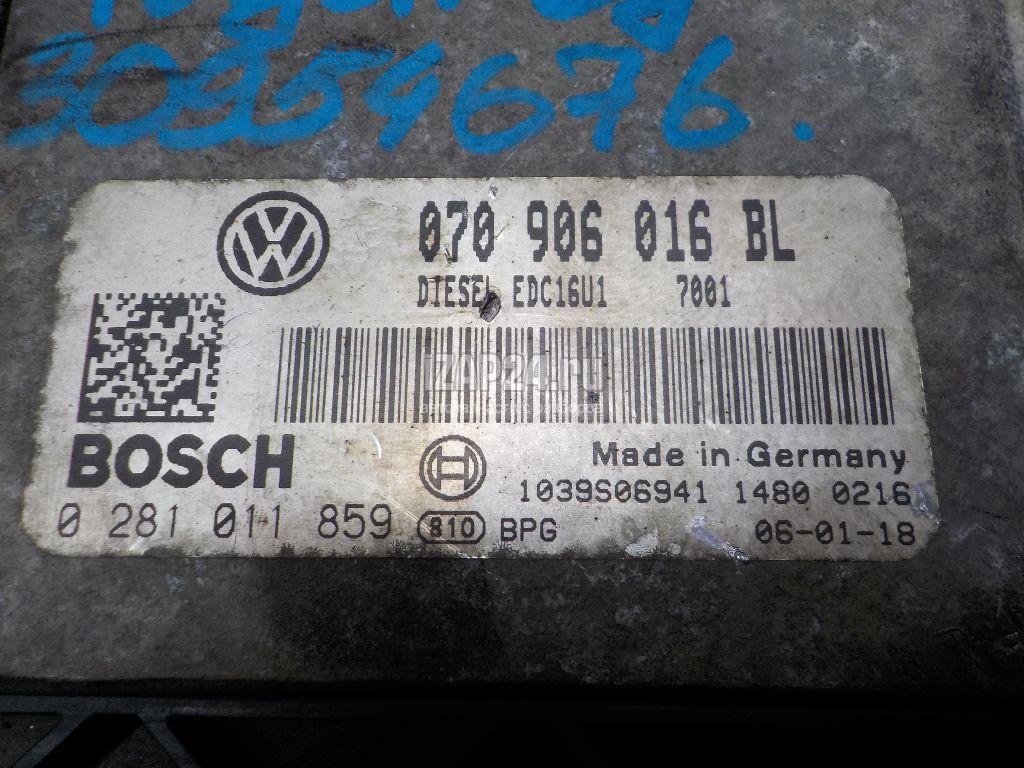 30954676.
070 906 016 BL
DIESEL EDC16U1 7001
IZAP24.ru
BOSCH
Made in Germany
1039S06941 1480 0216
0 281 011 859 810 BPG
06-01-18